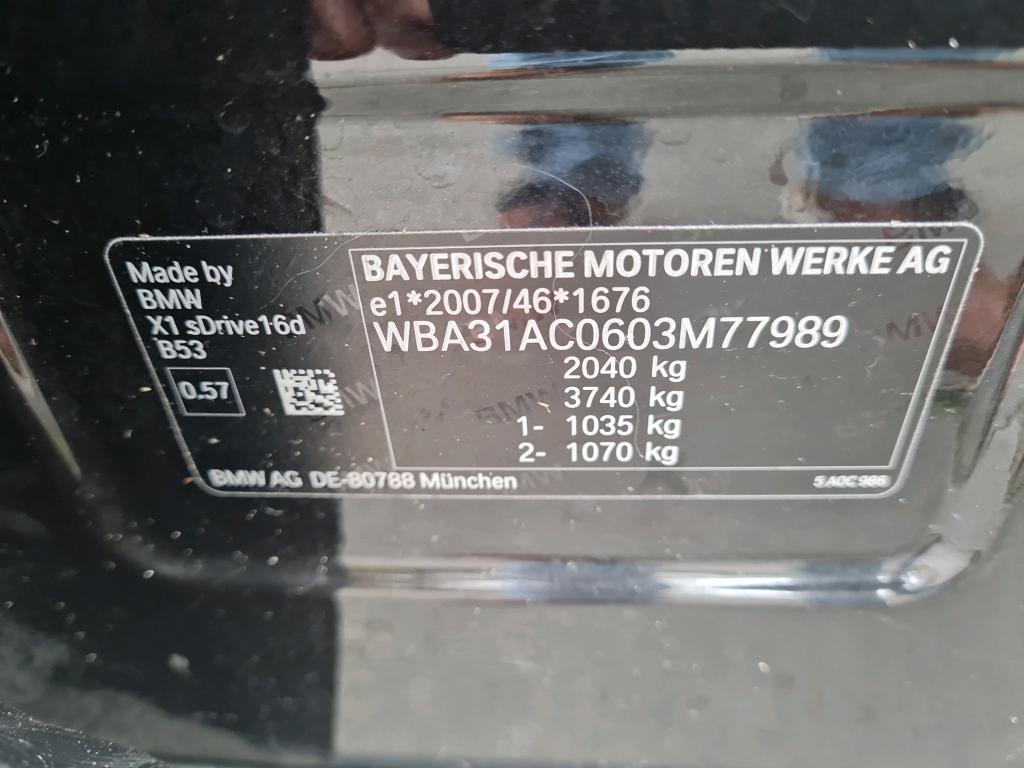 Made by
BMW
X1 sDrive16d
B53
0.57
BAYERISCHE MOTOREN WERKE AG
e1*2007/46*1676
WBA31AC0603M77989
2040 kg
3740 kg
1- 1035 kg
2- 1070 kg
BMW AG DE-80788 München
5A0C986